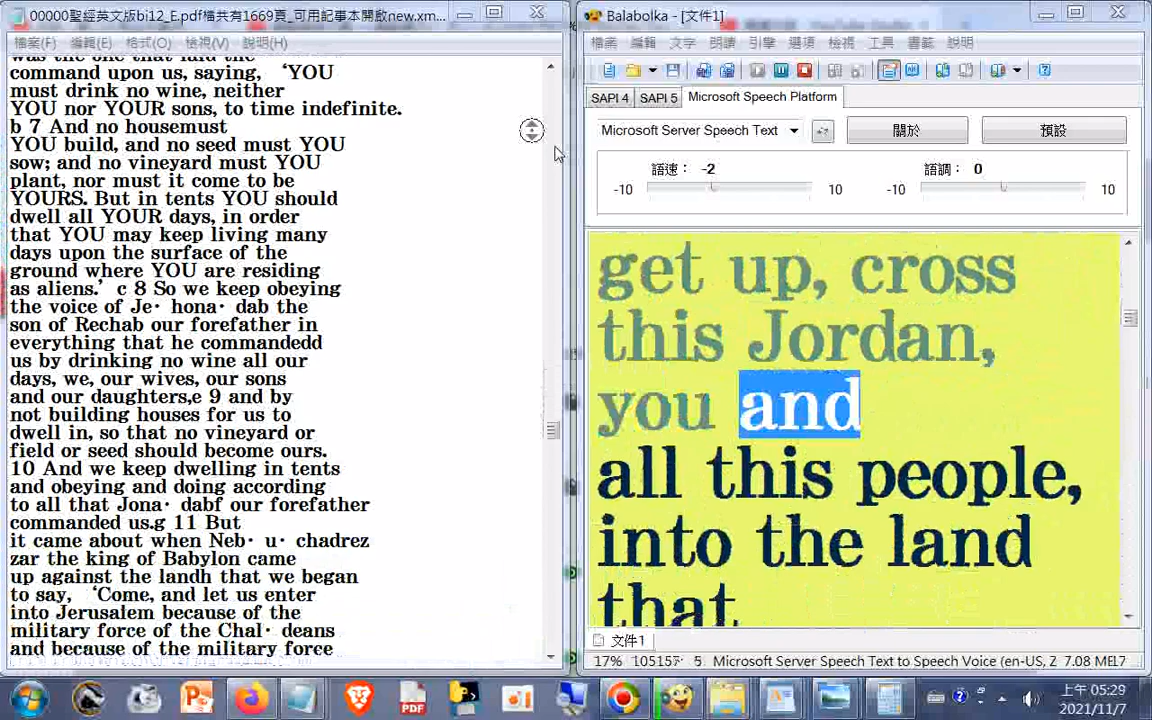 00000聖經英文版bi12_E.pdf檔共有1669頁_可用記事本開啟new.xm...
檔案(F) 編輯(E) 格式(O) 檢視(V) 說明(H)
was the one that laid the
command upon us, saying, ‘YOU
must drink no wine, neither
YOU nor YOUR sons, to time indefinite.
b 7 And no housemust
YOU build, and no seed must YOU
sow; and no vineyard must YOU
plant, nor must it come to be
YOURS. But in tents YOU should
dwell all YOUR days, in order
that YOU may keep living many
days upon the surface of the
ground where YOU are residing
as aliens.’ c 8 So we keep obeying
the voice of Je· hona· dab the
son of Rechab our forefather in
everything that he commandedd
us by drinking no wine all our
days, we, our wives, our sons
and our daughters,e 9 and by
not building houses for us to
dwell in, so that no vineyard or
field or seed should become ours.
10 And we keep dwelling in tents
and obeying and doing according
to all that Jona· dabf our forefather
commanded us.g 11 But
it came about when Neb· u· chadrez
zar the king of Babylon came
up against the landh that we began
to say, ‘Come, and let us enter
into Jerusalem because of the
military force of the Chal· deans
and because of the military force
Balabolka - [文件1]
檔案 編輯 文字 朗讀 引擎 選項 檢視 工具 書籤 說明
SAPI 4 SAPI 5 Microsoft Speech Platform
Microsoft Server Speech Text 關於 預設
語速： -2 語調： 0
-10 10 -10 10
get up, cross
this Jordan,
you and
all this people,
into the land
that
文件1
17% Microsoft Server Speech Text to Speech Voice (en-US, Z 7.08 МБ
PDF
上午 05:29
2021/11/7